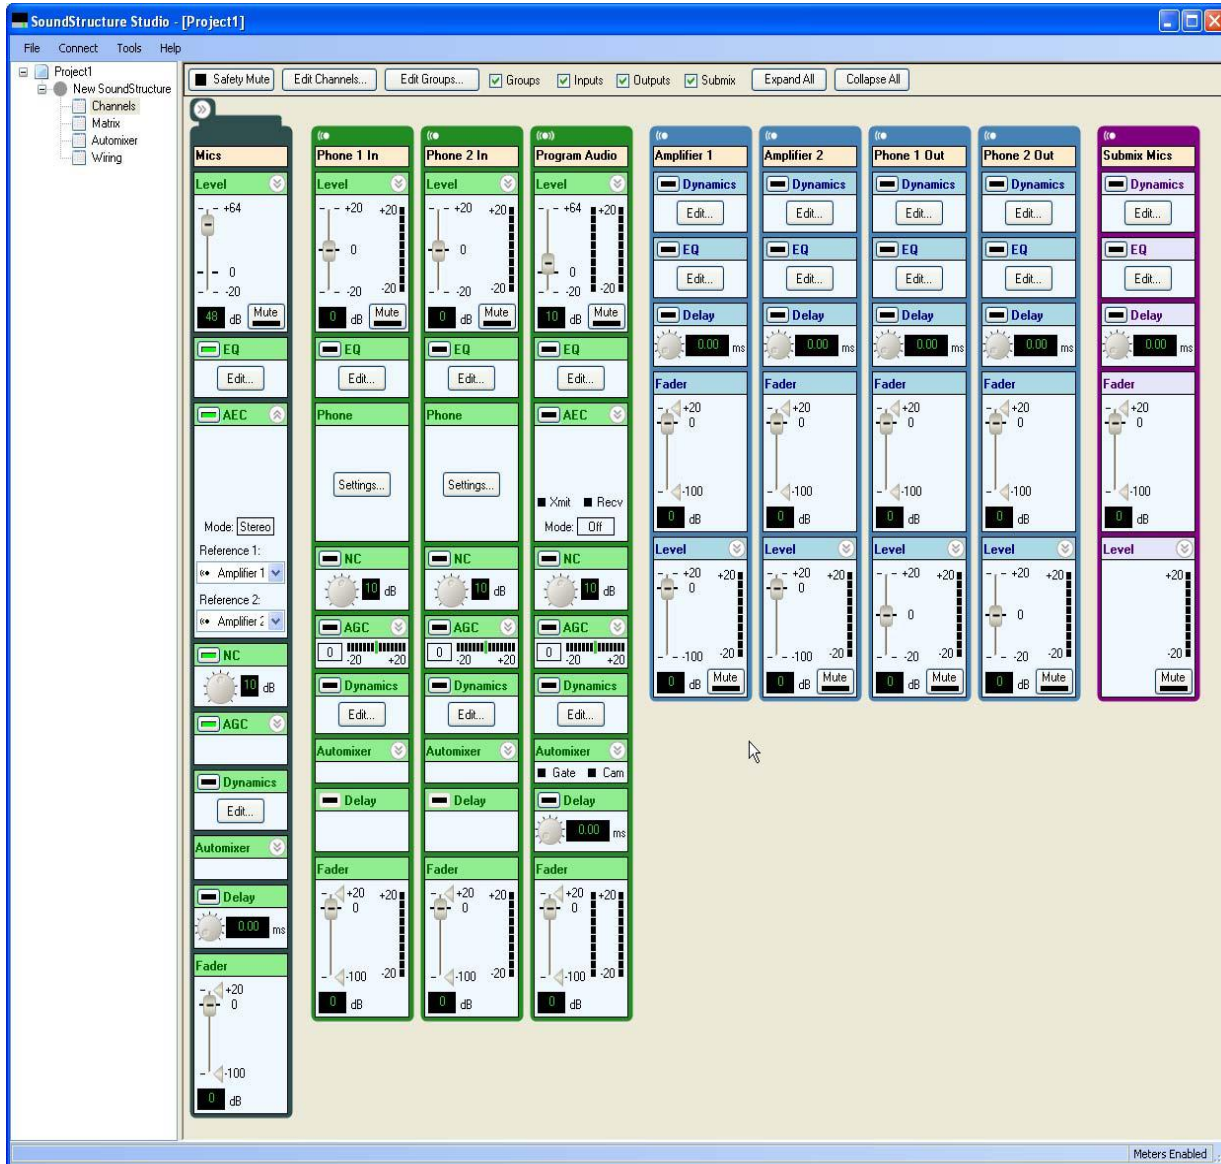 SoundStructure Studio - [Project1]
File Connect Tools Help
Project1
New SoundStructure
Channels
Matrix
Automixer
Wiring
Safety Mute Edit Channels... Edit Groups... Groups Inputs Outputs Submix Expand All Collapse All
Mics
Level
+64
0
-20
48 dB Mute
EQ
Edit...
AEC
Mode: Stereo
Reference 1:
Amplifier 1
Reference 2:
Amplifier 2
NC
10 dB
AGC
Dynamics
Edit...
Automixer
Delay
0.00 ms
Fader
+20
0
-100
0 dB
Phone 1 In
Level
+20 +20
0
-20 -20
0 dB Mute
EQ
Edit...
Phone
Settings...
NC
10 dB
AGC
0 -20 +20
Dynamics
Edit...
Automixer
Delay
Fader
+20 +20
0
-100 -20
0 dB
Phone 2 In
Level
+20 +20
0
-20 -20
0 dB Mute
EQ
Edit...
Phone
Settings...
NC
10 dB
AGC
0 -20 +20
Dynamics
Edit...
Automixer
Delay
Fader
+20 +20
0
-100 -20
0 dB
Program Audio
Level
+64 +20
0
-20 -20
10 dB Mute
EQ
Edit...
AEC
Xmit Recv
Mode: Off
NC
10 dB
AGC
0 -20 +20
Dynamics
Edit...
Automixer
Gate Cam
Delay
0.00 ms
Fader
+20 +20
0
-100 -20
0 dB
Amplifier 1
Dynamics
Edit...
EQ
Edit...
Delay
0.00 ms
Fader
+20
0
-100
0 dB
Level
+20 +20
0
-100 -20
0 dB Mute
Amplifier 2
Dynamics
Edit...
EQ
Edit...
Delay
0.00 ms
Fader
+20
0
-100
0 dB
Level
+20 +20
0
-100 -20
0 dB Mute
Phone 1 Out
Dynamics
Edit...
EQ
Edit...
Delay
0.00 ms
Fader
+20
0
-100
0 dB
Level
+20 +20
0
-20 -20
0 dB Mute
Phone 2 Out
Dynamics
Edit...
EQ
Edit...
Delay
0.00 ms
Fader
+20
0
-100
0 dB
Level
+20 +20
0
-20 -20
0 dB Mute
Submix Mics
Dynamics
Edit...
EQ
Edit...
Delay
0.00 ms
Fader
+20
0
-100
0 dB
Level
+20
-20
Mute
Meters Enabled